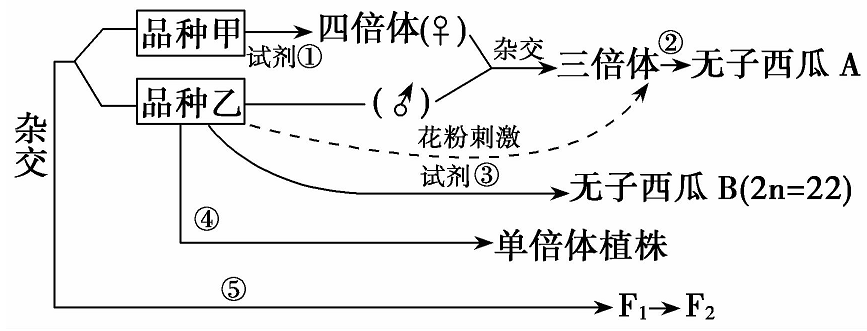 品种甲 试剂① 四倍体(♀) 杂交 三倍体 ② 无子西瓜 A
品种乙 (♂)
花粉刺激
杂交
试剂③ 无子西瓜 B(2n=22)
④ 单倍体植株
⑤ F₁ F₂